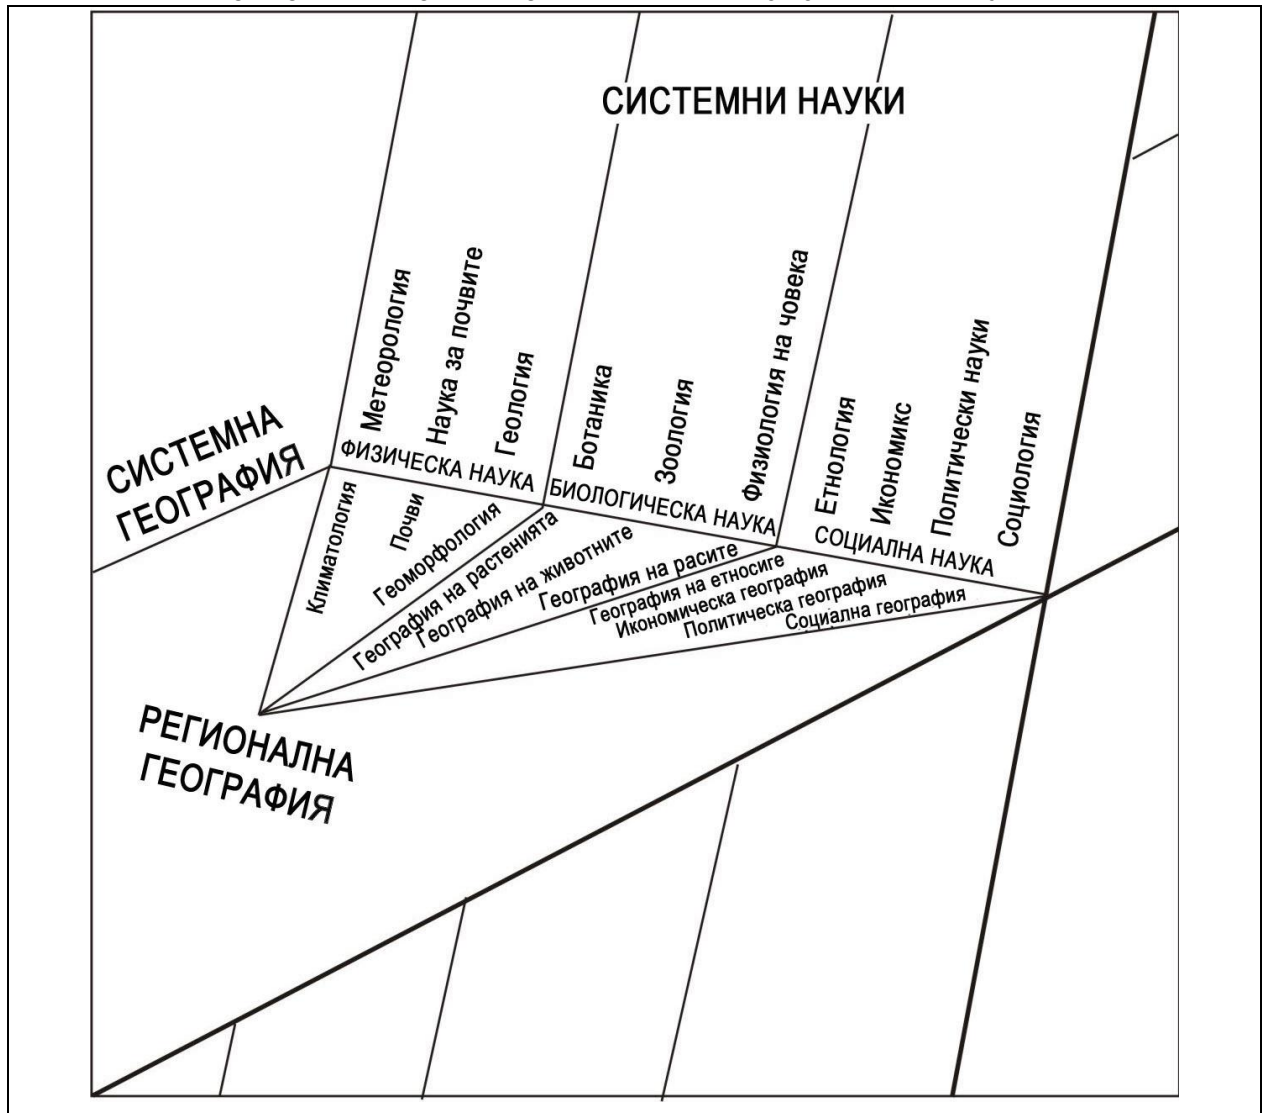 СИСТЕМНИ НАУКИ
Метеорология
Наука за почвите
Геология
Ботаника
Зоология
Физиология на човека
Етнология
Икономикс
Политически науки
Социология
СИСТЕМНА
ГЕОГРАФИЯ
ФИЗИЧЕСКА НАУКА
БИОЛОГИЧЕСКА НАУКА
СОЦИАЛНА НАУКА
Климатология
Почви
Геоморфология
География на растенията
География на животните
География на расите
География на етносиге
Икономическа география
Политическа география
Социална география
РЕГИОНАЛНА
ГЕОГРАФИЯ